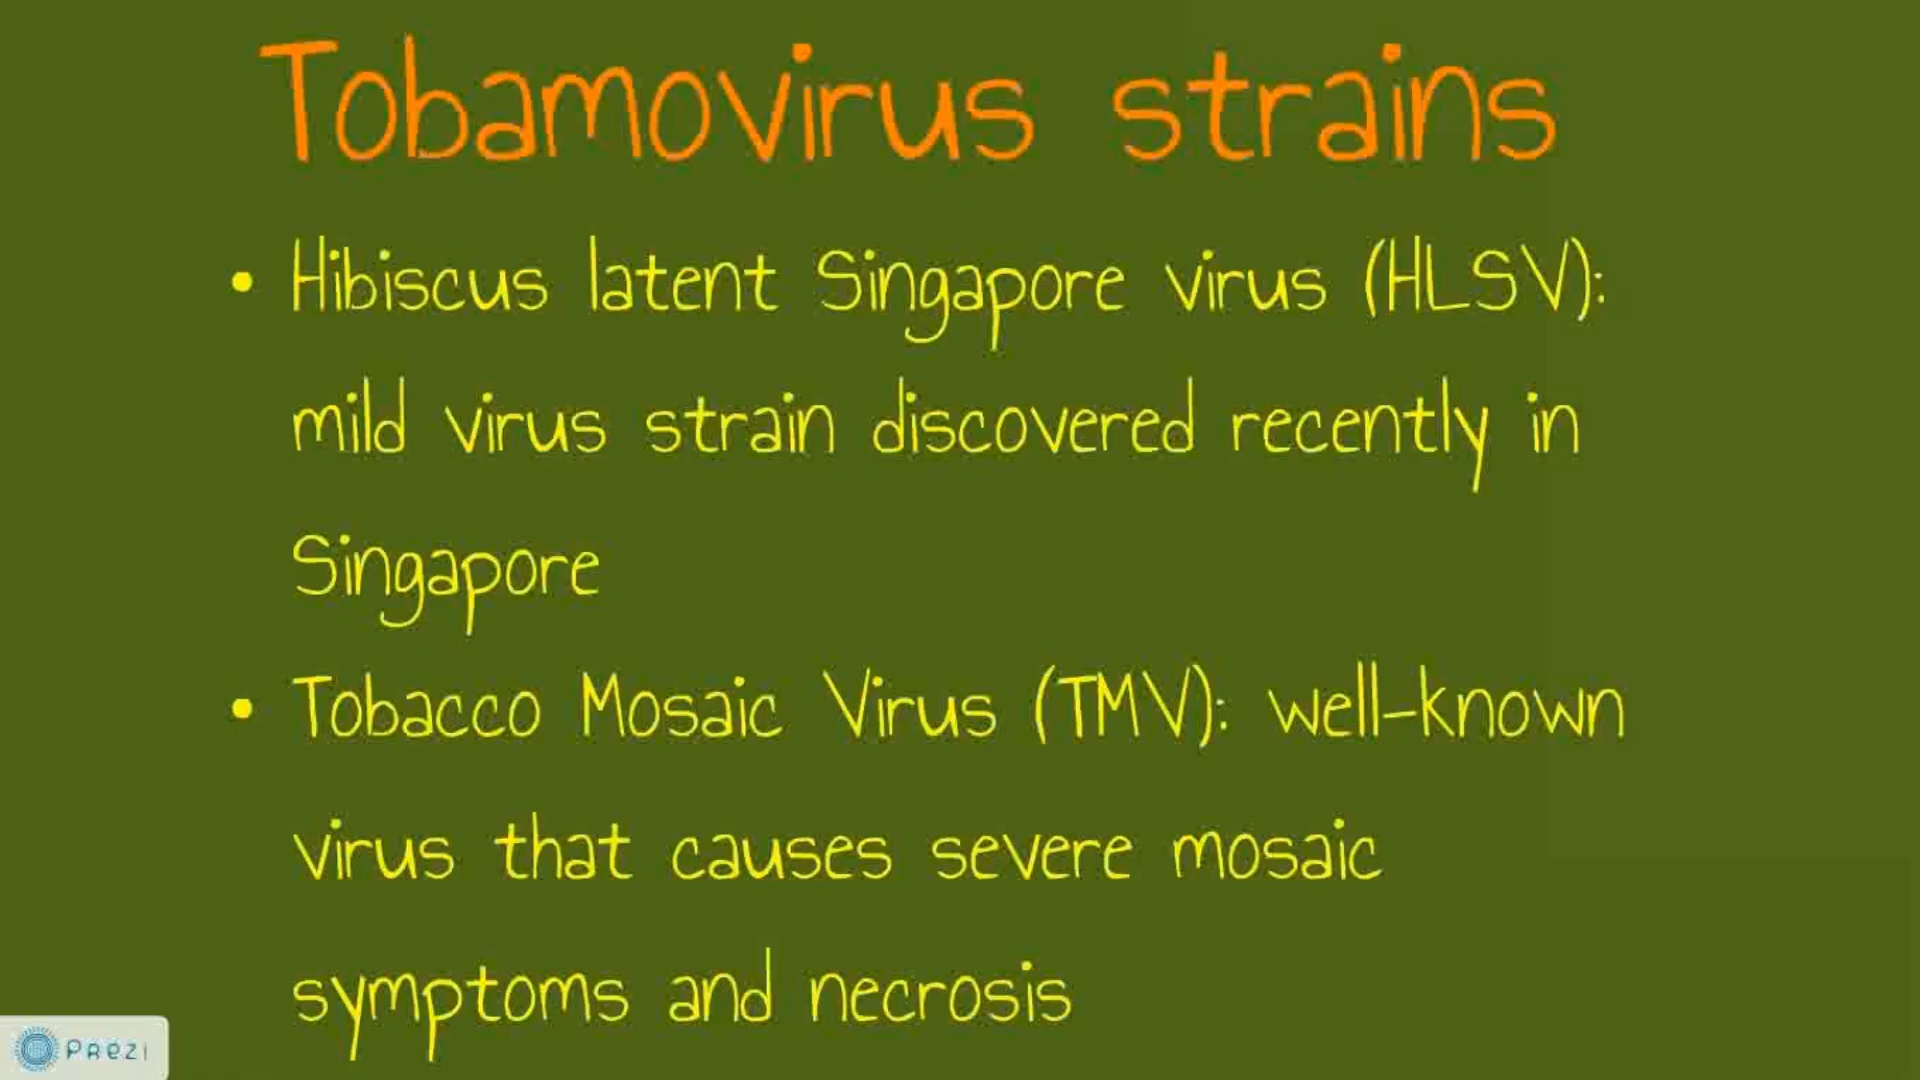 Tobamovirus strains
• Hibiscus latent Singapore virus (HLSV):
mild virus strain discovered recently in
Singapore
• Tobacco Mosaic Virus (TMV): well-known
virus that causes severe mosaic
symptoms and necrosis
Prezi